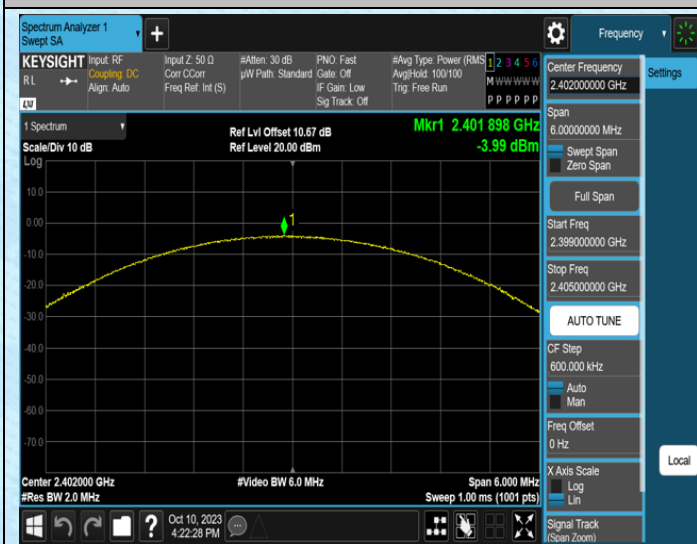 Spectrum Analyzer 1
Swept SA
Frequency
KEYSIGHT
R L
LXI
Input: RF
Coupling: DC
Align: Auto
Input Z: 50 Ω
Corr CCorr
Freq Ref: Int (S)
#Atten: 30 dB
µW Path: Standard
PNO: Fast
Gate: Off
IF Gain: Low
Sig Track: Off
#Avg Type: Power (RMS
Avg|Hold: 100/100
Trig: Free Run
1 2 3 4 5 6
M W W W W W
P P P P P P
1 Spectrum
Scale/Div 10 dB
Log
Ref Lvl Offset 10.67 dB
Ref Level 20.00 dBm
Mkr1 2.401 898 GHz
-3.99 dBm
10.0
0.00
-10.0
-20.0
-30.0
-40.0
-50.0
-60.0
-70.0
1
Center 2.402000 GHz
#Res BW 2.0 MHz
#Video BW 6.0 MHz
Span 6.000 MHz
Sweep 1.00 ms (1001 pts)
Oct 10, 2023
4:22:28 PM
Center Frequency
2.402000000 GHz
Span
6.00000000 MHz
Swept Span
Zero Span
Full Span
Start Freq
2.399000000 GHz
Stop Freq
2.405000000 GHz
AUTO TUNE
CF Step
600.000 kHz
Auto
Man
Freq Offset
0 Hz
X Axis Scale
Log
Lin
Signal Track
(Span Zoom)
Settings
Local